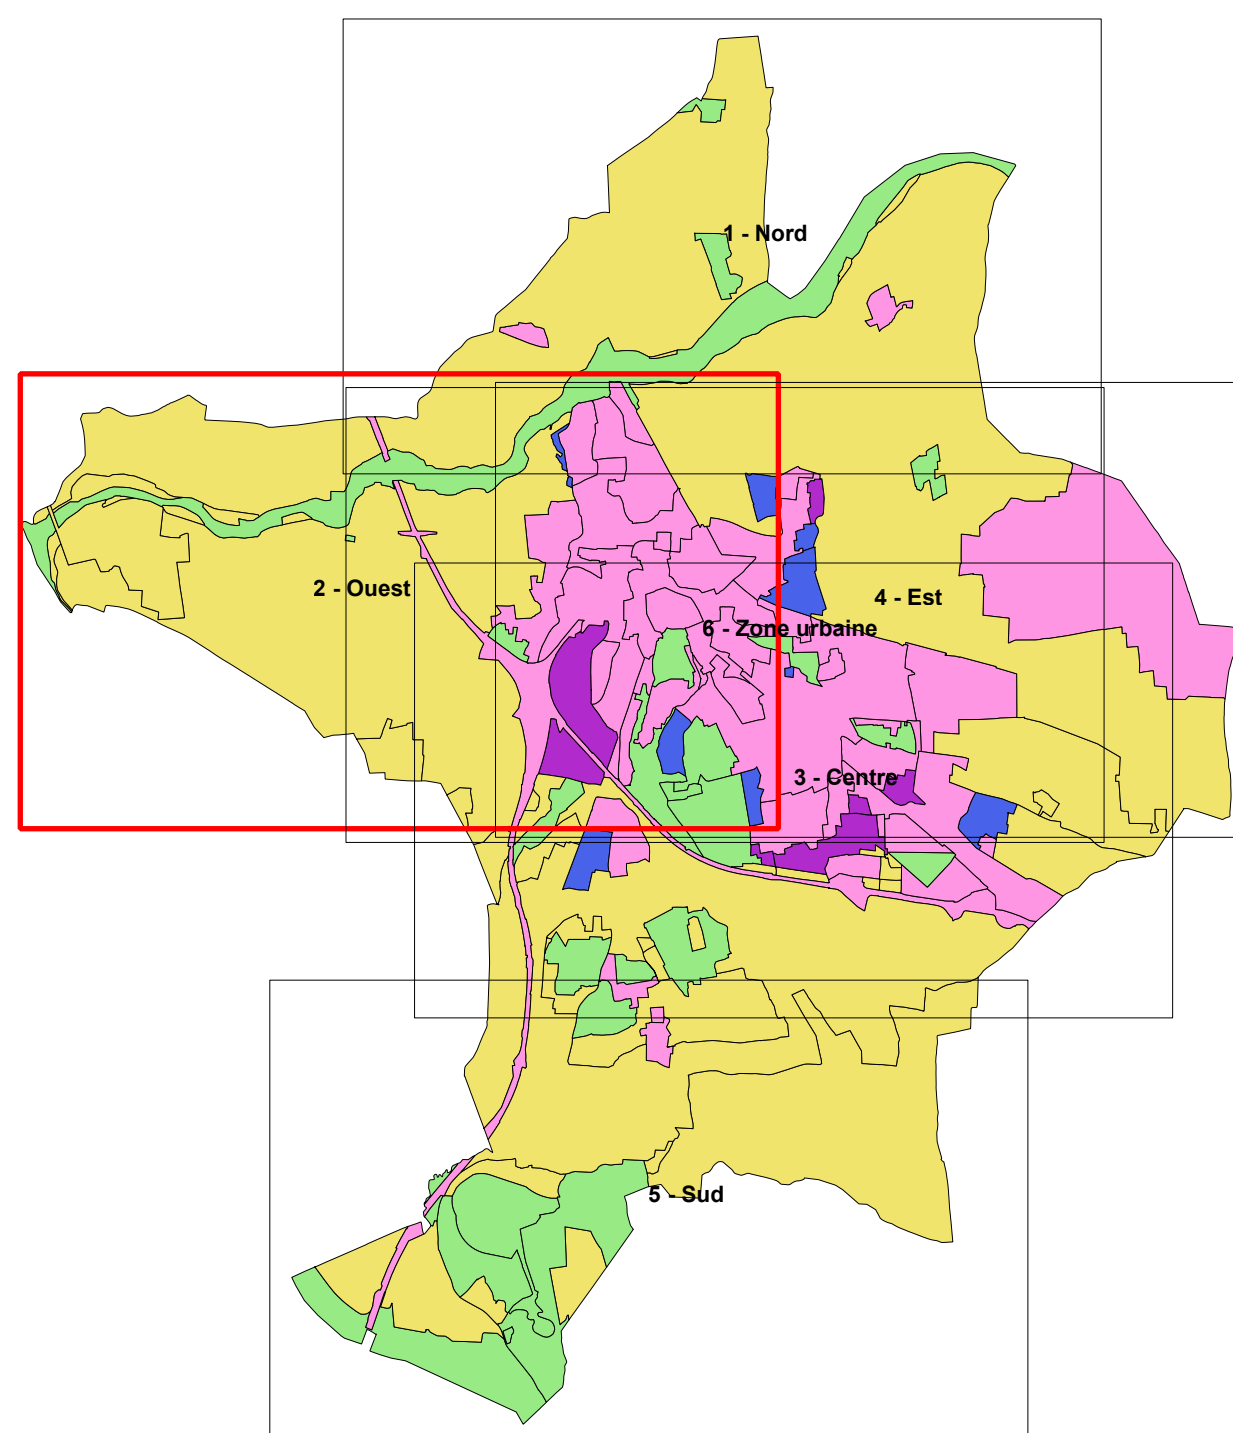 1 - Nord
2 - Ouest
4 - Est
6 - Zone urbaine
3 - Centre
5 - Sud